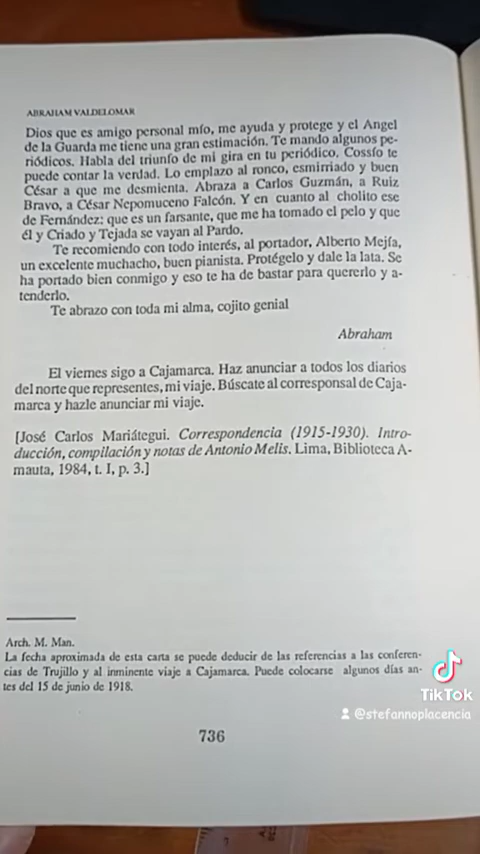 ABRAHAM VALDELOMAR
Dios que es amigo personal mío, me ayuda y protege y el Angel
de la Guarda me tiene una gran estimación. Te mando algunos pe-
riódicos. Habla del triunfo de mi gira en tu periódico. Cossío te
puede contar la verdad. Lo emplazo al ronco, esmirriado y buen
César a que me desmienta. Abraza a Carlos Guzmán, a Ruiz
Bravo, a César Nepomuceno Falcón. Y en cuanto al cholito ese
de Fernández: que es un farsante, que me ha tomado el pelo y que
él y Criado y Tejada se vayan al Pardo.
Te recomiendo con todo interés, al portador, Alberto Mejía,
un excelente muchacho, buen pianista. Protégelo y dale la lata. Se
ha portado bien conmigo y eso te ha de bastar para quererlo y a-
tenderlo.
Te abrazo con toda mi alma, cojito genial
Abraham
El viernes sigo a Cajamarca. Haz anunciar a todos los diarios
del norte que representes, mi viaje. Búscate al corresponsal de Caja-
marca y hazle anunciar mi viaje.
[José Carlos Mariátegui. Correspondencia (1915-1930). Intro-
ducción, compilación y notas de Antonio Melis. Lima, Biblioteca A-
mauta, 1984, t. I, p. 3.]
Arch. M. Man.
La fecha aproximada de esta carta se puede deducir de las referencias a las conferen-
cias de Trujillo y al inminente viaje a Cajamarca. Puede colocarse algunos días an-
tes del 15 de junio de 1918.
736
TikTok
@stefannoplacencia